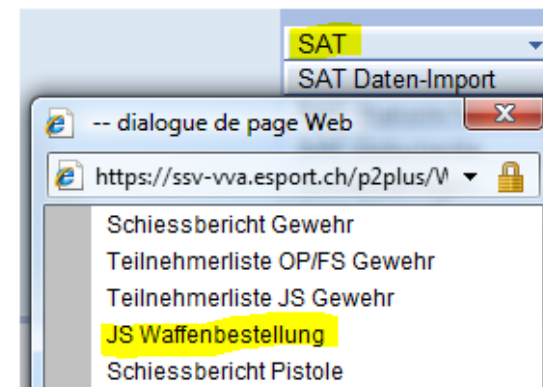 SAT
SAT Daten-Import
-- dialogue de page Web
https://ssv-vva.esport.ch/p2plus/
Schiessbericht Gewehr
Teilnehmerliste OP/FS Gewehr
Teilnehmerliste JS Gewehr
JS Waffenbestellung
Schiessbericht Pistole